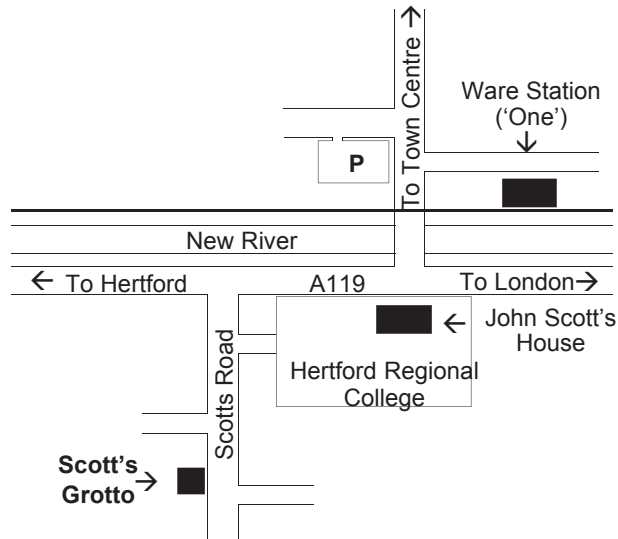 To Town Centre
Ware Station
('One')
P
New River
To Hertford
A119
To London
John Scott's
House
Hertford Regional
College
Scotts Road
Scott's
Grotto